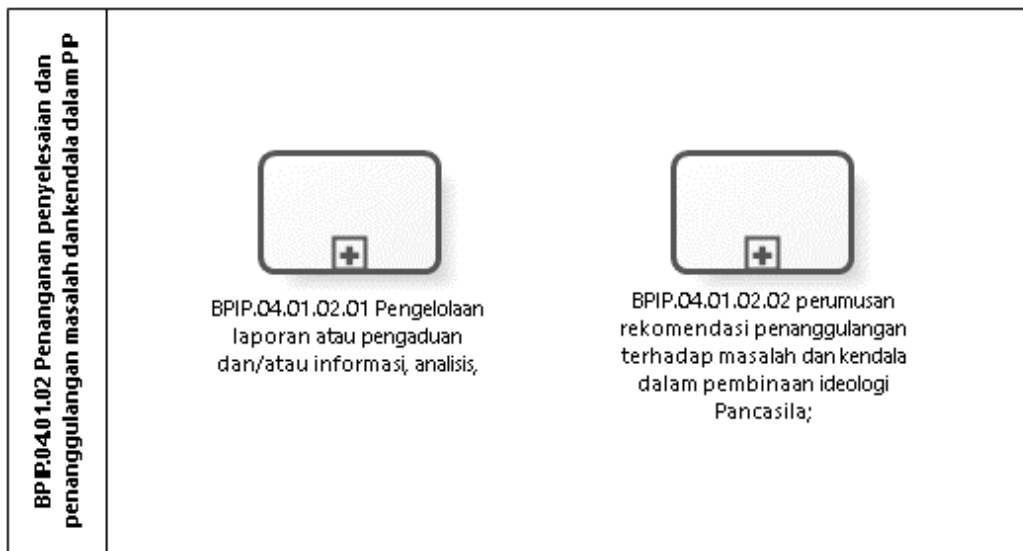 BPIP.04.01.02 Penanganan penyelesaian dan
penanggulangan masalah dan kendala dalam PIP
BPIP.04.01.02.01 Pengelolaan
laporan atau pengaduan
dan/atau informasi, analisis,
BPIP.04.01.02.02 perumusan
rekomendasi penanggulangan
terhadap masalah dan kendala
dalam pembinaan ideologi
Pancasila;